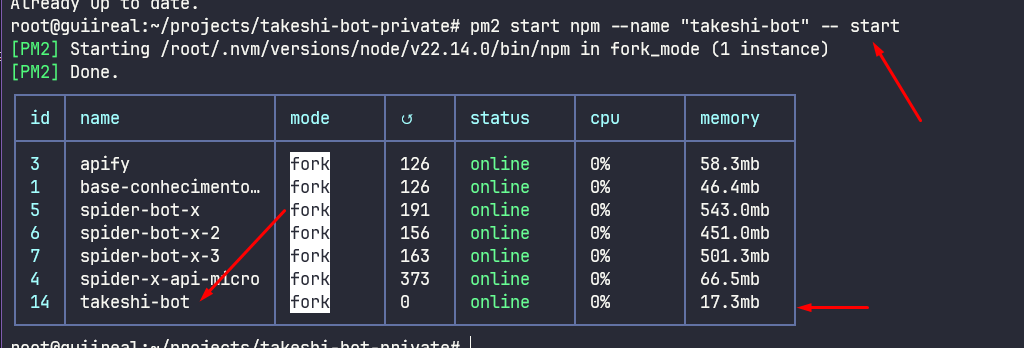 Already up to date.
root@guiireal:~/projects/takeshi-bot-private# pm2 start npm --name "takeshi-bot" -- start
[PM2] Starting /root/.nvm/versions/node/v22.14.0/bin/npm in fork_mode (1 instance)
[PM2] Done.
id name mode ↺ status cpu memory
3 apify fork 126 online 0% 58.3mb
1 base-conhecimento… fork 126 online 0% 46.4mb
5 spider-bot-x fork 191 online 0% 543.0mb
6 spider-bot-x-2 fork 156 online 0% 451.0mb
7 spider-bot-x-3 fork 163 online 0% 501.3mb
4 spider-x-api-micro fork 373 online 0% 66.5mb
14 takeshi-bot fork 0 online 0% 17.3mb
root@guiireal:~/projects/takeshi-bot-private#